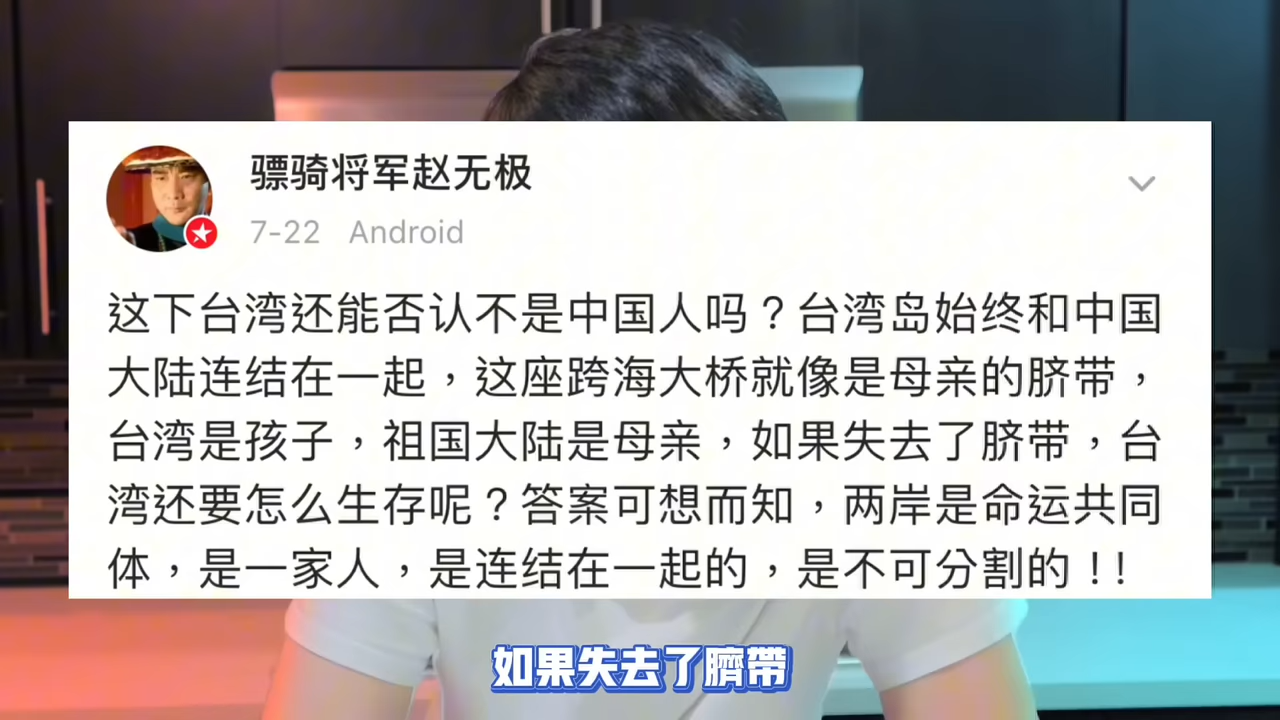 骠骑将军赵无极
7-22 Android
这下台湾还能否认不是中国人吗？台湾岛始终和中国
大陆连结在一起，这座跨海大桥就像是母亲的脐带，
台湾是孩子，祖国大陆是母亲，如果失去了脐带，台
湾还要怎么生存呢？答案可想而知，两岸是命运共同
体，是一家人，是连结在一起的，是不可分割的！！
如果失去了臍帶